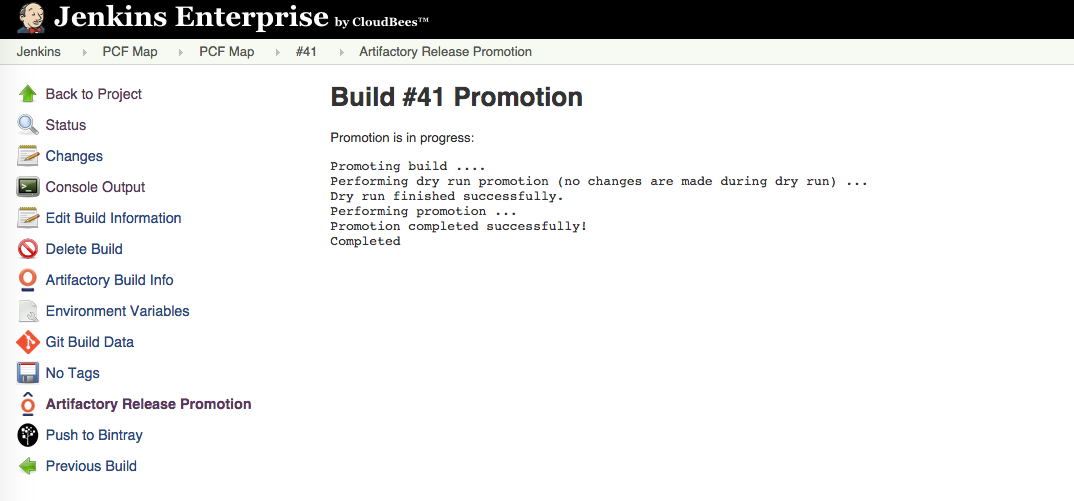 Jenkins Enterprise by CloudBees™
Jenkins PCF Map PCF Map #41 Artifactory Release Promotion
Back to Project
Status
Changes
Console Output
Edit Build Information
Delete Build
Artifactory Build Info
Environment Variables
Git Build Data
No Tags
Artifactory Release Promotion
Push to Bintray
Previous Build
Build #41 Promotion
Promotion is in progress:
Promoting build ....
Performing dry run promotion (no changes are made during dry run) ...
Dry run finished successfully.
Performing promotion ...
Promotion completed successfully!
Completed